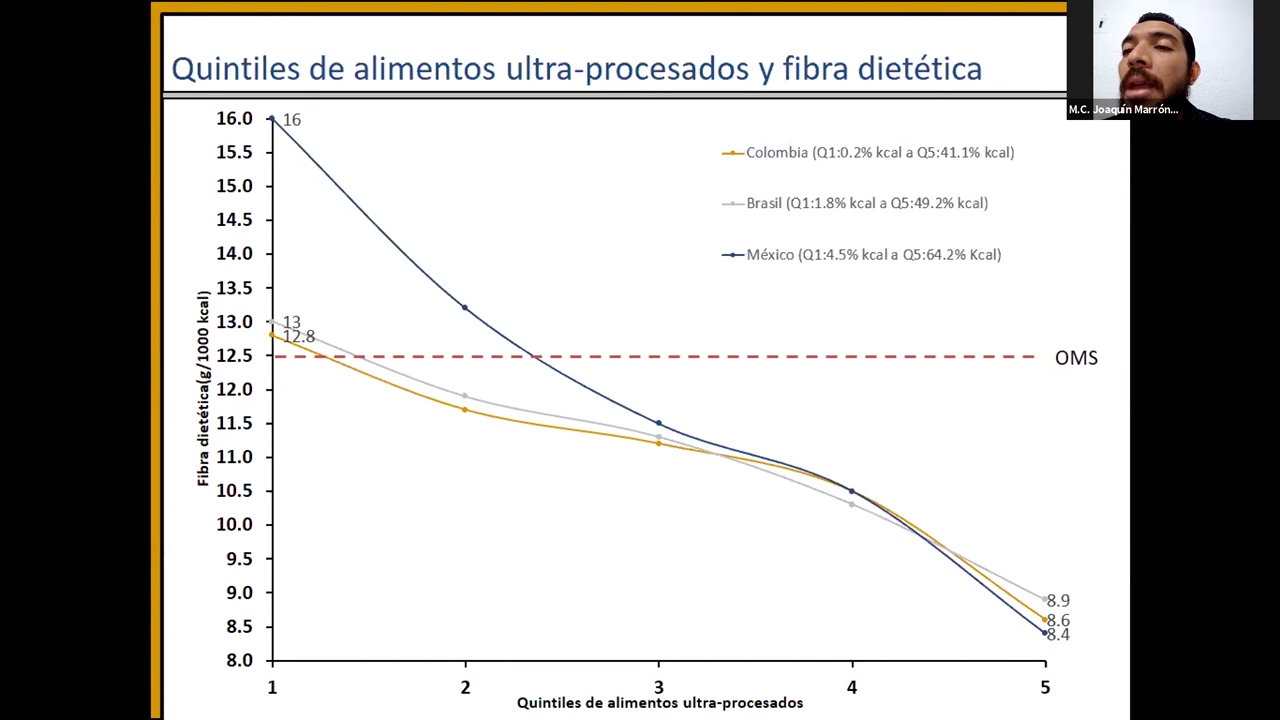 Quintiles de alimentos ultra-procesados y fibra dietética
M.C. Joaquín Marrón...
16.0
15.5
15.0
14.5
14.0
13.5
13.0
12.5
12.0
11.5
11.0
10.5
10.0
9.5
9.0
8.5
8.0
Fibra dietética(g/1000 kcal)
16
13
12.8
Colombia (Q1:0.2% kcal a Q5:41.1% kcal)
Brasil (Q1:1.8% kcal a Q5:49.2% kcal)
México (Q1:4.5% kcal a Q5:64.2% Kcal)
OMS
8.9
8.6
8.4
1 2 3 4 5
Quintiles de alimentos ultra-procesados